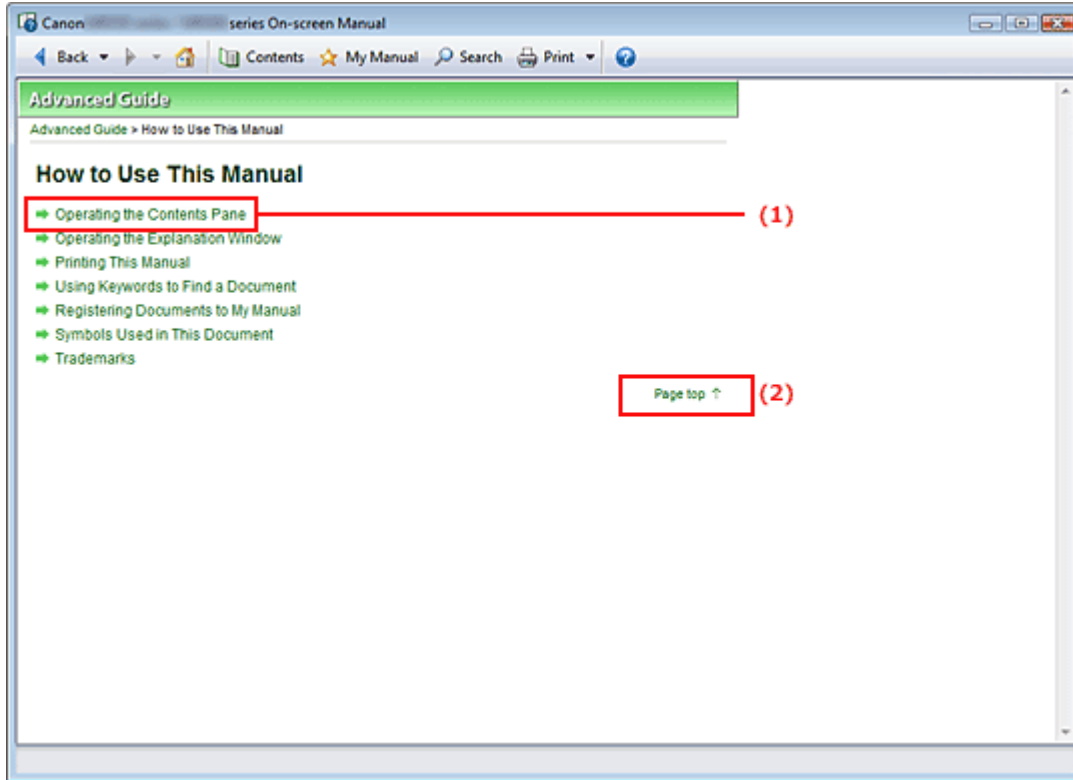 Canon series On-screen Manual
Back Contents My Manual Search Print
Advanced Guide
Advanced Guide > How to Use This Manual
How to Use This Manual
Operating the Contents Pane (1)
Operating the Explanation Window
Printing This Manual
Using Keywords to Find a Document
Registering Documents to My Manual
Symbols Used in This Document
Trademarks
Page top ↑ (2)